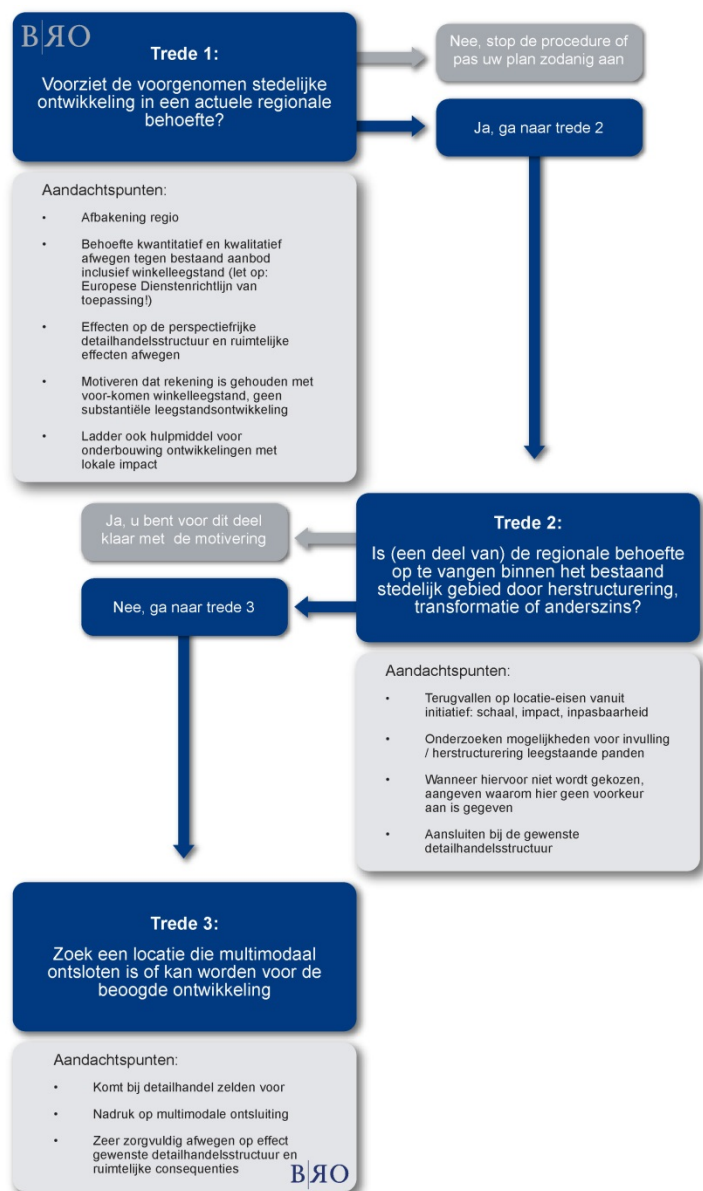 BRO
Trede 1:
Voorziet de voorgenomen stedelijke
ontwikkeling in een actuele regionale
behoefte?
Nee, stop de procedure of
pas uw plan zodanig aan
Ja, ga naar trede 2
Aandachtspunten:
• Afbakening regio
• Behoefte kwantitatief en kwalitatief
afwegen tegen bestaand aanbod
inclusief winkelleegstand (let op:
Europese Dienstenrichtlijn van
toepassing!)
• Effecten op de perspectiefrijke
detailhandelsstructuur en ruimtelijke
effecten afwegen
• Motiveren dat rekening is gehouden met
voor-komen winkelleegstand, geen
substantiële leegstandsontwikkeling
• Ladder ook hulpmiddel voor
onderbouwing ontwikkelingen met
lokale impact
Trede 2:
Is (een deel van) de regionale behoefte
op te vangen binnen het bestaand
stedelijk gebied door herstructurering,
transformatie of anderszins?
Ja, u bent voor dit deel
klaar met de motivering
Nee, ga naar trede 3
Aandachtspunten:
• Terugvallen op locatie-eisen vanuit
initiatief: schaal, impact, inpasbaarheid
• Onderzoeken mogelijkheden voor invulling
/ herstructurering leegstaande panden
• Wanneer hiervoor niet wordt gekozen,
aangeven waarom hier geen voorkeur
aan is gegeven
• Aansluiten bij de gewenste
detailhandelsstructuur
Trede 3:
Zoek een locatie die multimodaal
ontsloten is of kan worden voor de
beoogde ontwikkeling
Aandachtspunten:
• Komt bij detailhandel zelden voor
• Nadruk op multimodale ontsluiting
• Zeer zorgvuldig afwegen op effect
gewenste detailhandelsstructuur en
ruimtelijke consequenties
BRO